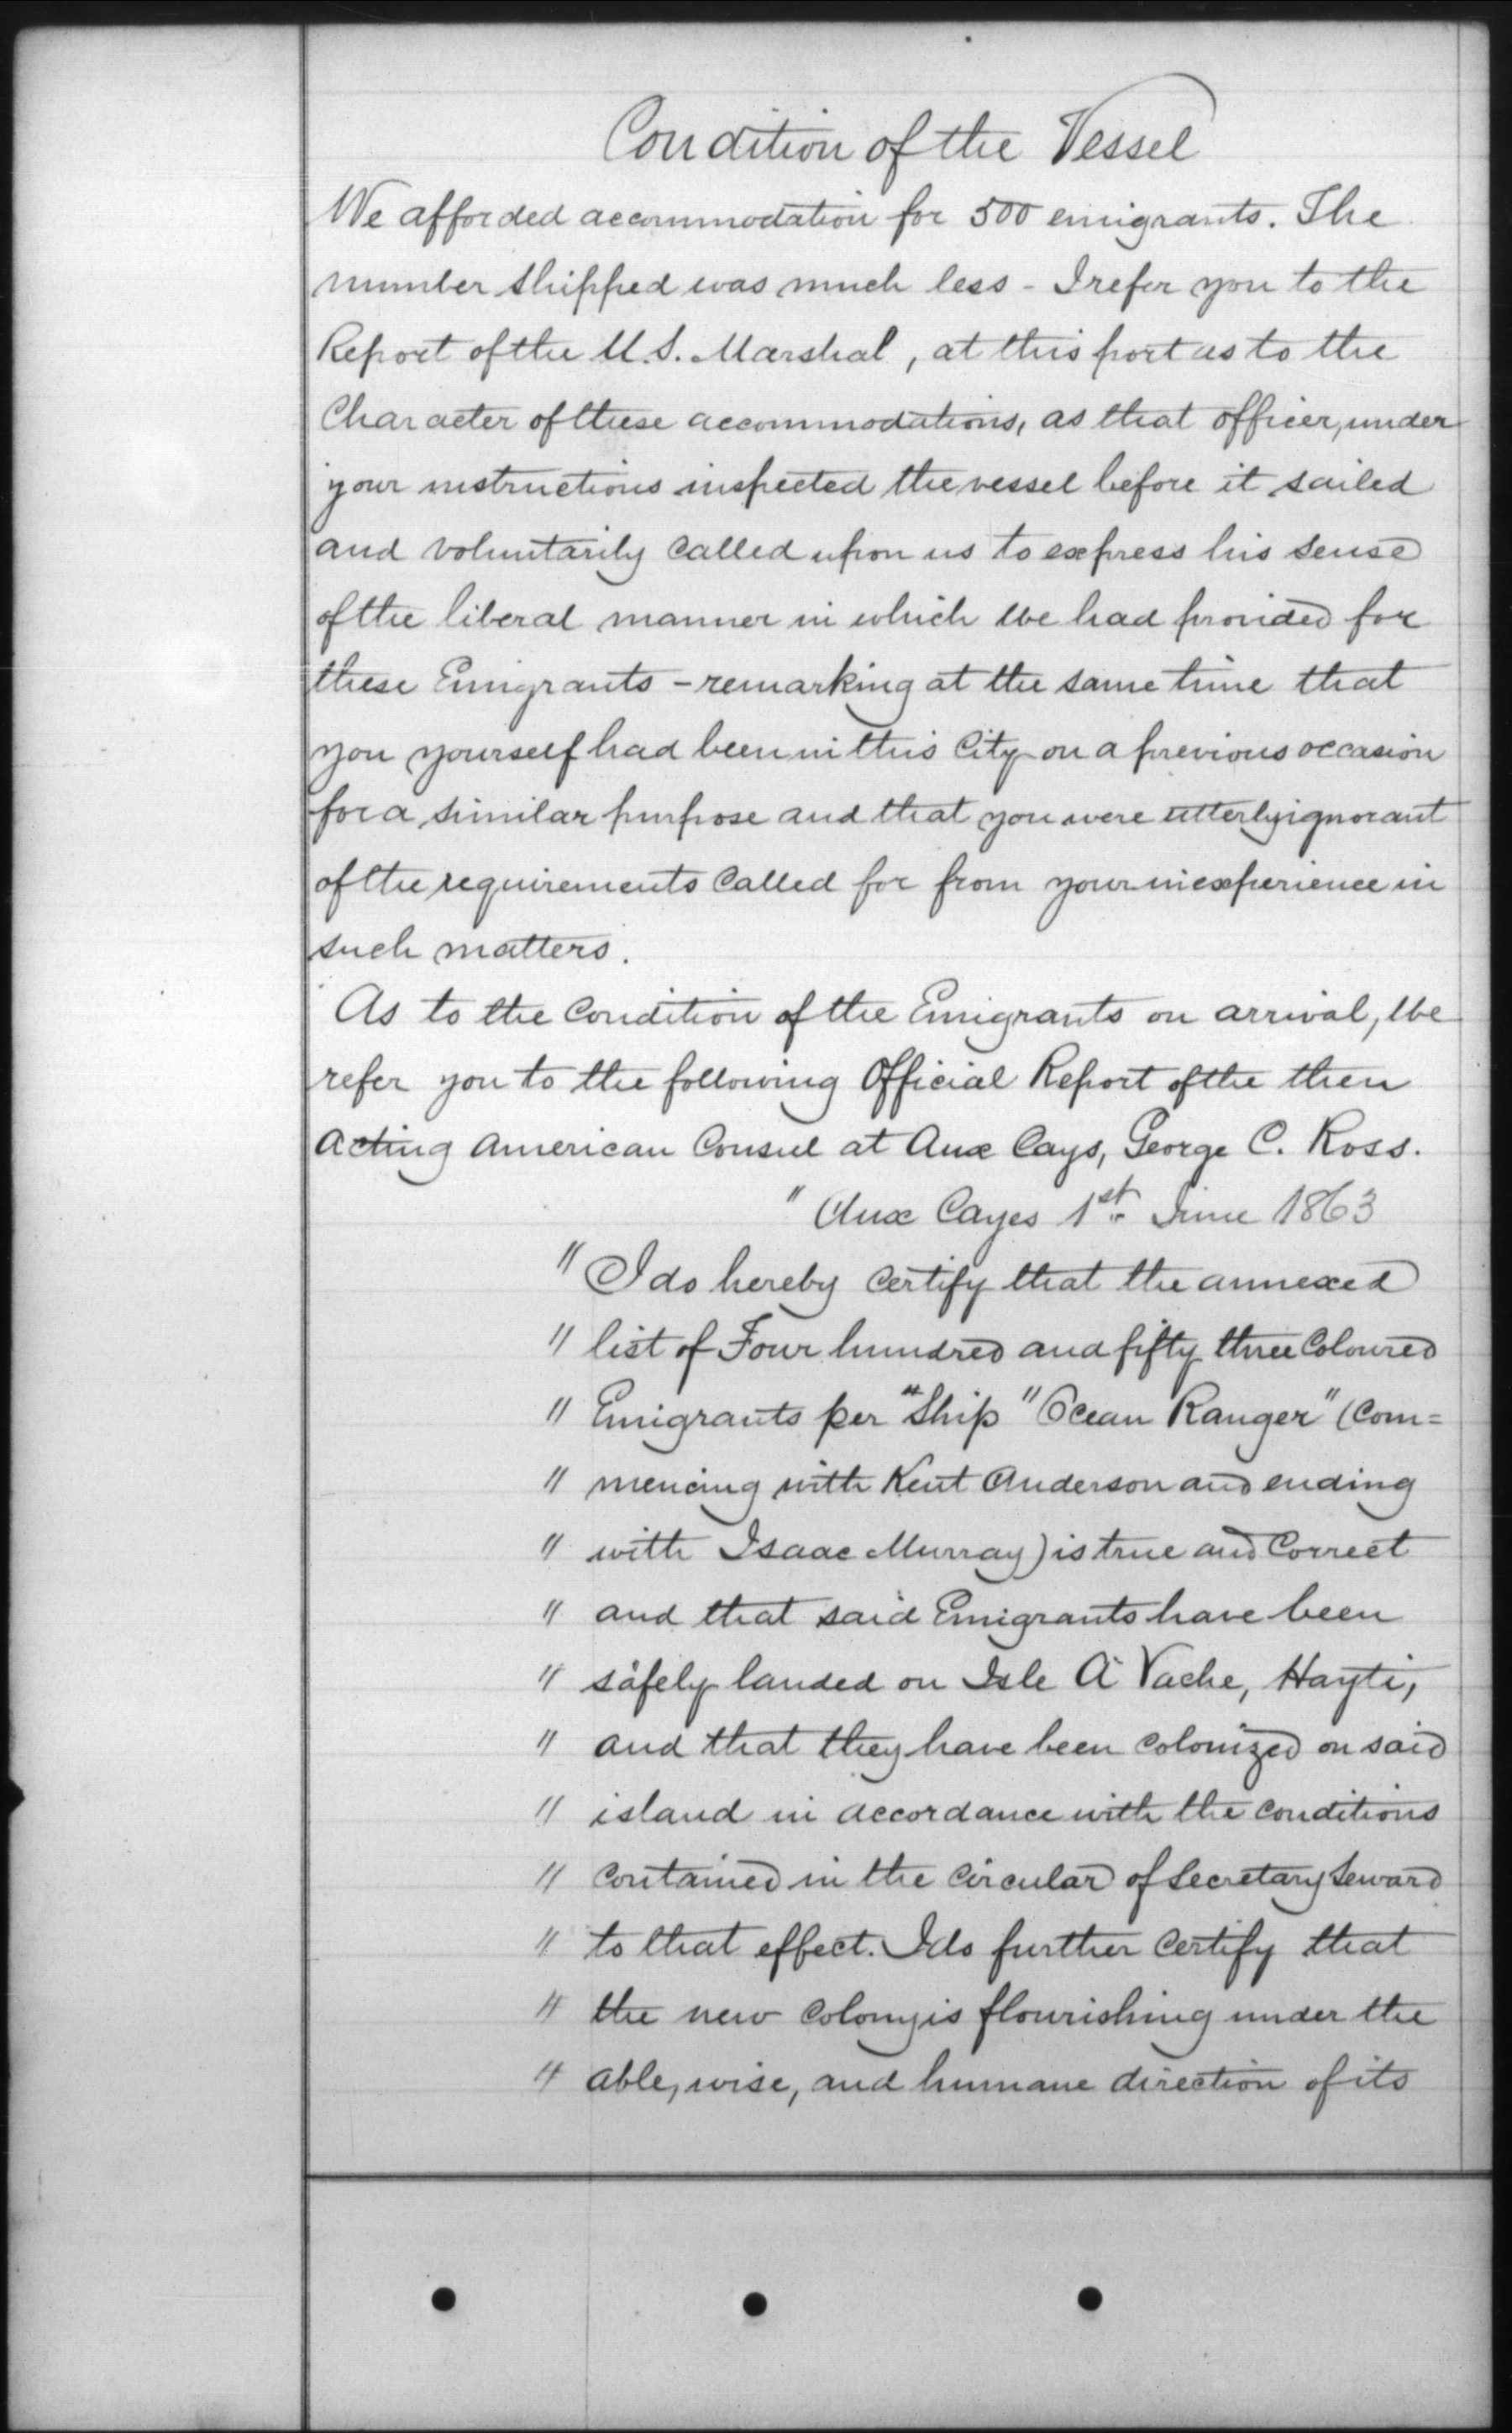 Condition of the Vessel
We afforded accommodation for 500 emigrants. The
number shipped was much less - I refer you to the
Report of the U.S. Marshal, at this port as to the
Character of these accommodations, as that officer, under
your instructions inspected the vessel before it sailed
and voluntarily called upon us to express his sense
of the liberal manner in which we had provided for
these Emigrants - remarking at the same time that
you yourself had been in this City on a previous occasion
for a similar purpose and that you were utterly ignorant
of the requirements called for from your inexperience in
such matters.
As to the Condition of the Emigrants on arrival, we
refer you to the following Official Report of the then
Acting American Consul at Aux Cays, George C. Ross.
" Aux Cayes 1st June 1863
" I do hereby certify that the annexed
" list of Four hundred and fifty three Coloured
" Emigrants per "Ship "Ocean Ranger" (Com=
" mencing with Kent Anderson and ending
" with Isaac Murray) is true and Correct
" and that said Emigrants have been
" safely landed on Isle A Vache, Hayti,
" and that they have been colonized on said
" island in accordance with the conditions
" contained in the circular of Secretary Seward
" to that effect. I do further certify that
" the new colony is flourishing under the
" able, wise, and humane direction of its